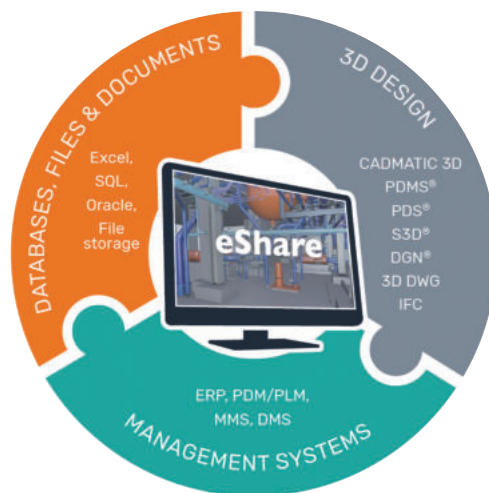 DATABASES, FILES & DOCUMENTS
Excel,
SQL,
Oracle,
File
storage
3D DESIGN
CADMATIC 3D
PDMS®
PDS®
S3D®
DGN®
3D DWG
IFC
eShare
ERP, PDM/PLM,
MMS, DMS
MANAGEMENT SYSTEMS